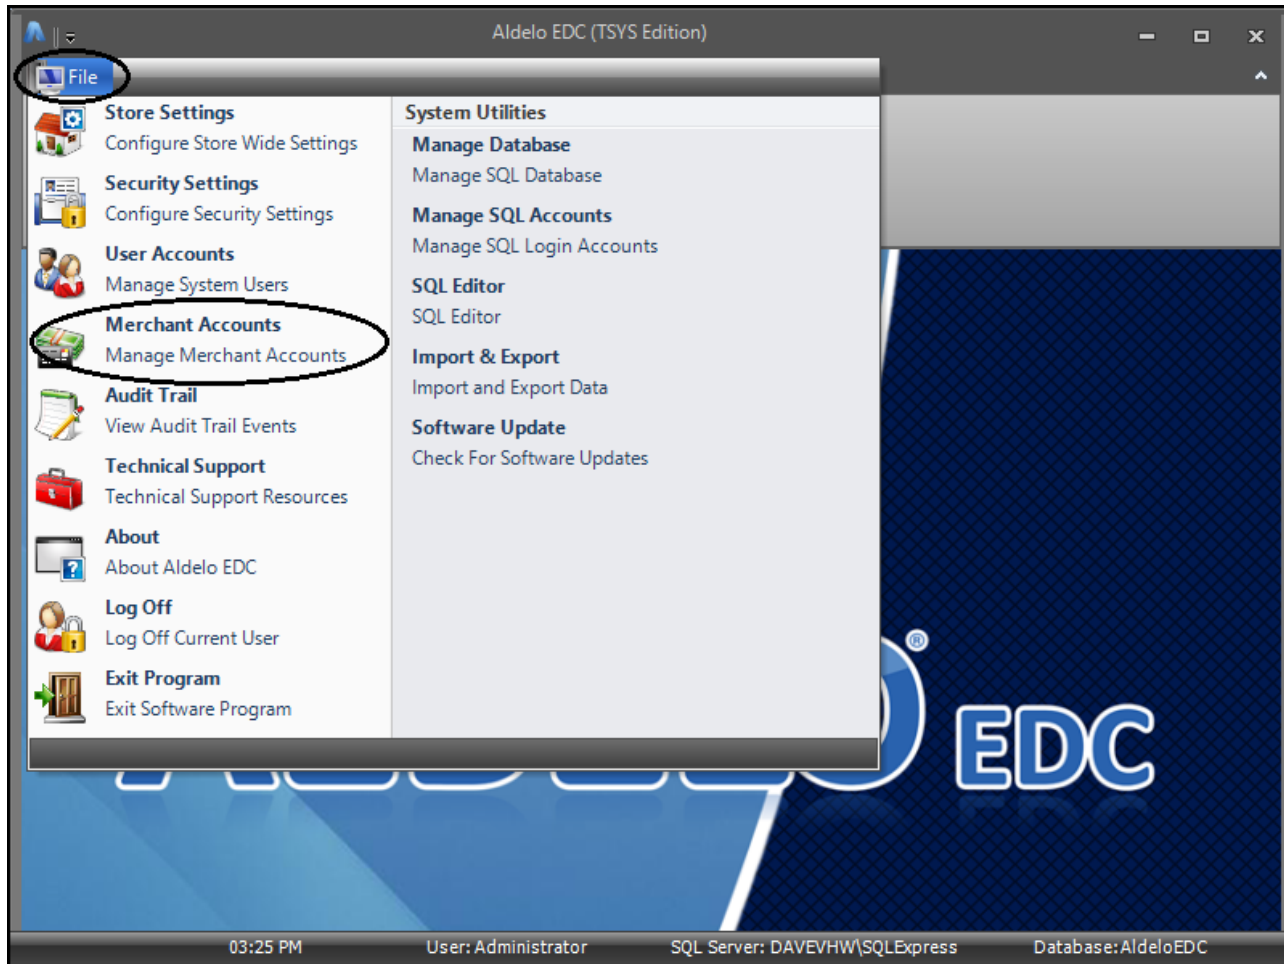 Aldelo EDC (TSYS Edition)
File
Store Settings
Configure Store Wide Settings
Security Settings
Configure Security Settings
User Accounts
Manage System Users
Merchant Accounts
Manage Merchant Accounts
Audit Trail
View Audit Trail Events
Technical Support
Technical Support Resources
About
About Aldelo EDC
Log Off
Log Off Current User
Exit Program
Exit Software Program
System Utilities
Manage Database
Manage SQL Database
Manage SQL Accounts
Manage SQL Login Accounts
SQL Editor
SQL Editor
Import & Export
Import and Export Data
Software Update
Check For Software Updates
® EDC
03:25 PM User: Administrator SQL Server: DAVEVHW\SQLExpress Database: AldeloEDC